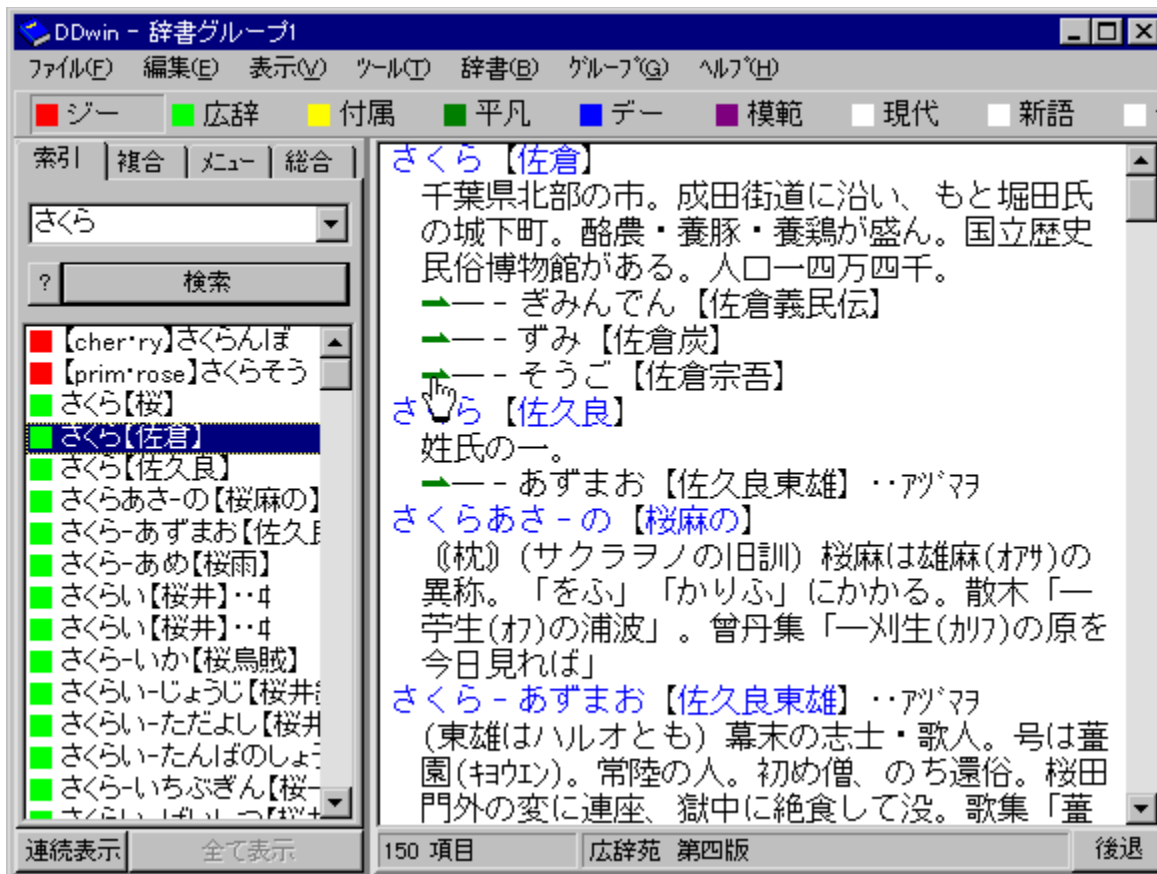 DDwin - 辞書グループ1
ファイル(F) 編集(E) 表示(V) ツール(T) 辞書(B) グループ(G) ヘルプ(H)
ジー 広辞 付属 平凡 デー 模範 現代 新語
索引 複合 メニュー 総合
さくら
? 検索
【cher･ry】さくらんぼ
【prim･rose】さくらそう
さくら【桜】
さくら【佐倉】
さくら【佐久良】
さくらあさ-の【桜麻の】
さくら-あずまお【佐久良
さくら-あめ【桜雨】
さくらい【桜井】‥ヰ
さくらい【桜井】‥ヰ
さくら-いか【桜烏賊】
さくらい-じょうじ【桜井
さくらい-ただよし【桜井
さくらい-たんばのしょう
さくら-いちぶぎん【桜一
連続表示 全て表示
さくら【佐倉】
千葉県北部の市。成田街道に沿い、もと堀田氏
の城下町。酪農・養豚・養鶏が盛ん。国立歴史
民俗博物館がある。人口一四万四千。
→―‐ぎみんでん【佐倉義民伝】
→―‐ずみ【佐倉炭】
→―‐そうご【佐倉宗吾】
さくら【佐久良】
姓氏の一。
→―‐あずまお【佐久良東雄】‥アヅマヲ
さくらあさ‐の【桜麻の】
〘枕〙(サクラヲノの旧訓) 桜麻は雄麻(オアサ)の
異称。「をふ」「かりふ」にかかる。散木「―
苧生(オフ)の浦波」。曾丹集「―刈生(カリフ)の原を
今日見れば」
さくら‐あずまお【佐久良東雄】‥アヅマヲ
(東雄はハルオとも) 幕末の志士・歌人。号は薑
園(キョウエン)。常陸の人。初め僧、のち還俗。桜田
門外の変に連座、獄中に絶食して没。歌集「薑
150 項目 広辞苑 第四版 後退